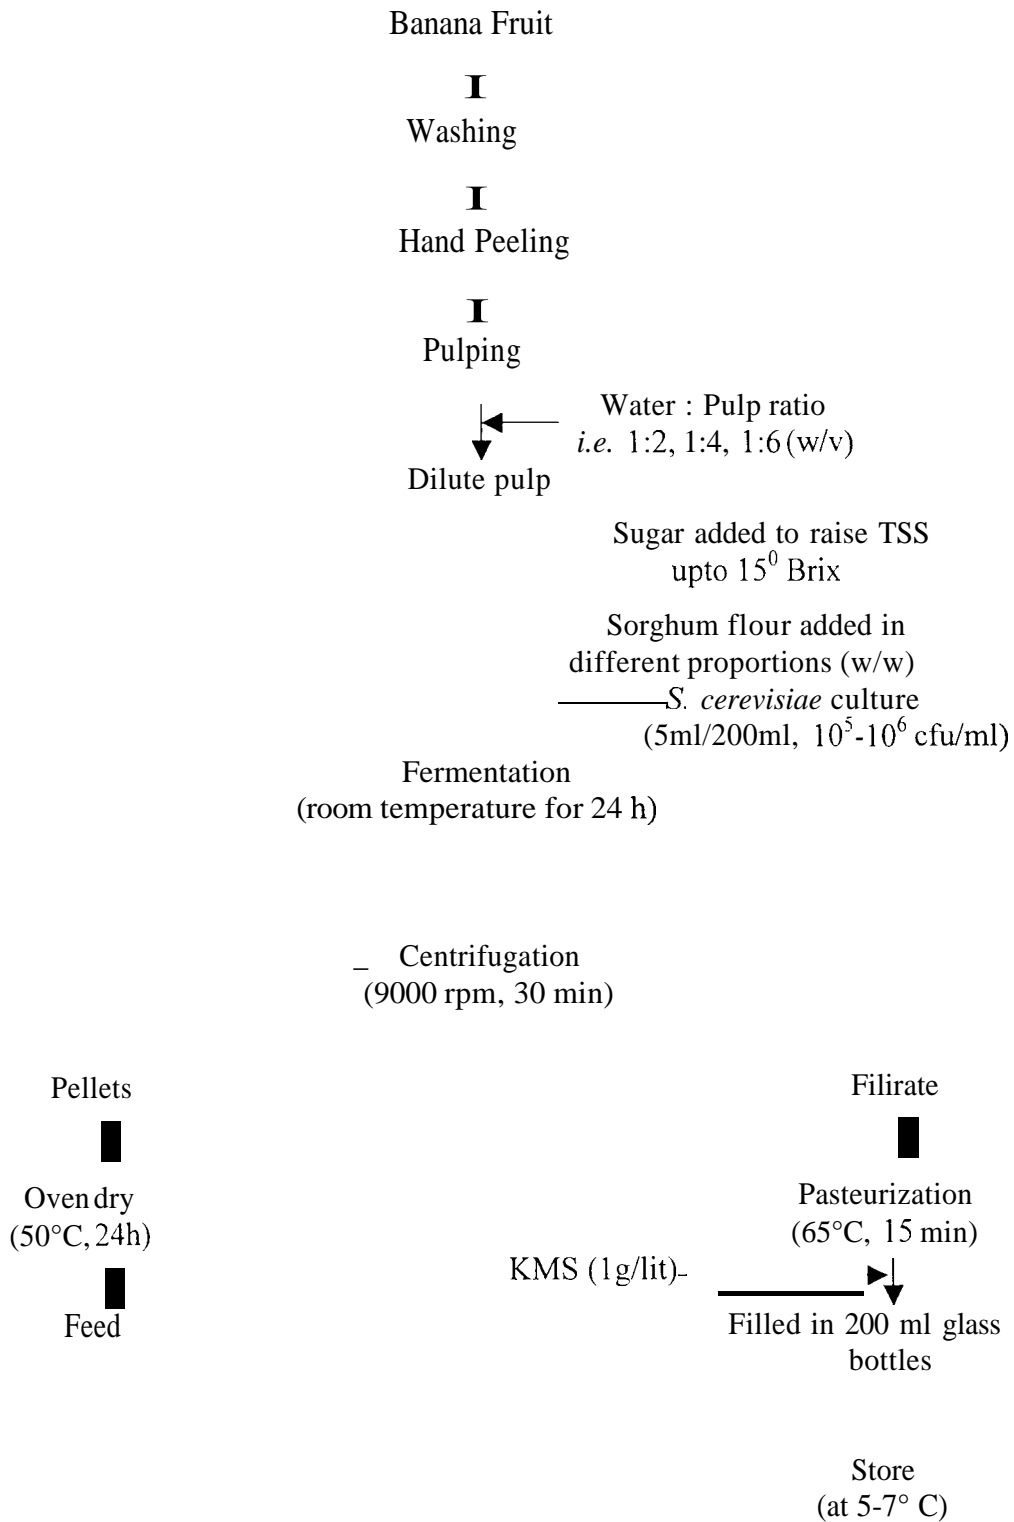 Banana Fruit
Washing
Hand Peeling
Pulping
Water : Pulp ratio
i.e. 1:2, 1:4, 1:6 (w/v)
Dilute pulp
Sugar added to raise TSS
upto 15⁰ Brix
Sorghum flour added in
different proportions (w/w)
S. cerevisiae culture
(5ml/200ml, 10⁵-10⁶ cfu/ml)
Fermentation
(room temperature for 24 h)
Centrifugation
(9000 rpm, 30 min)
Pellets
Filirate
Oven dry
(50°C, 24h)
Pasteurization
(65°C, 15 min)
KMS (1g/lit)
Feed
Filled in 200 ml glass
bottles
Store
(at 5-7° C)